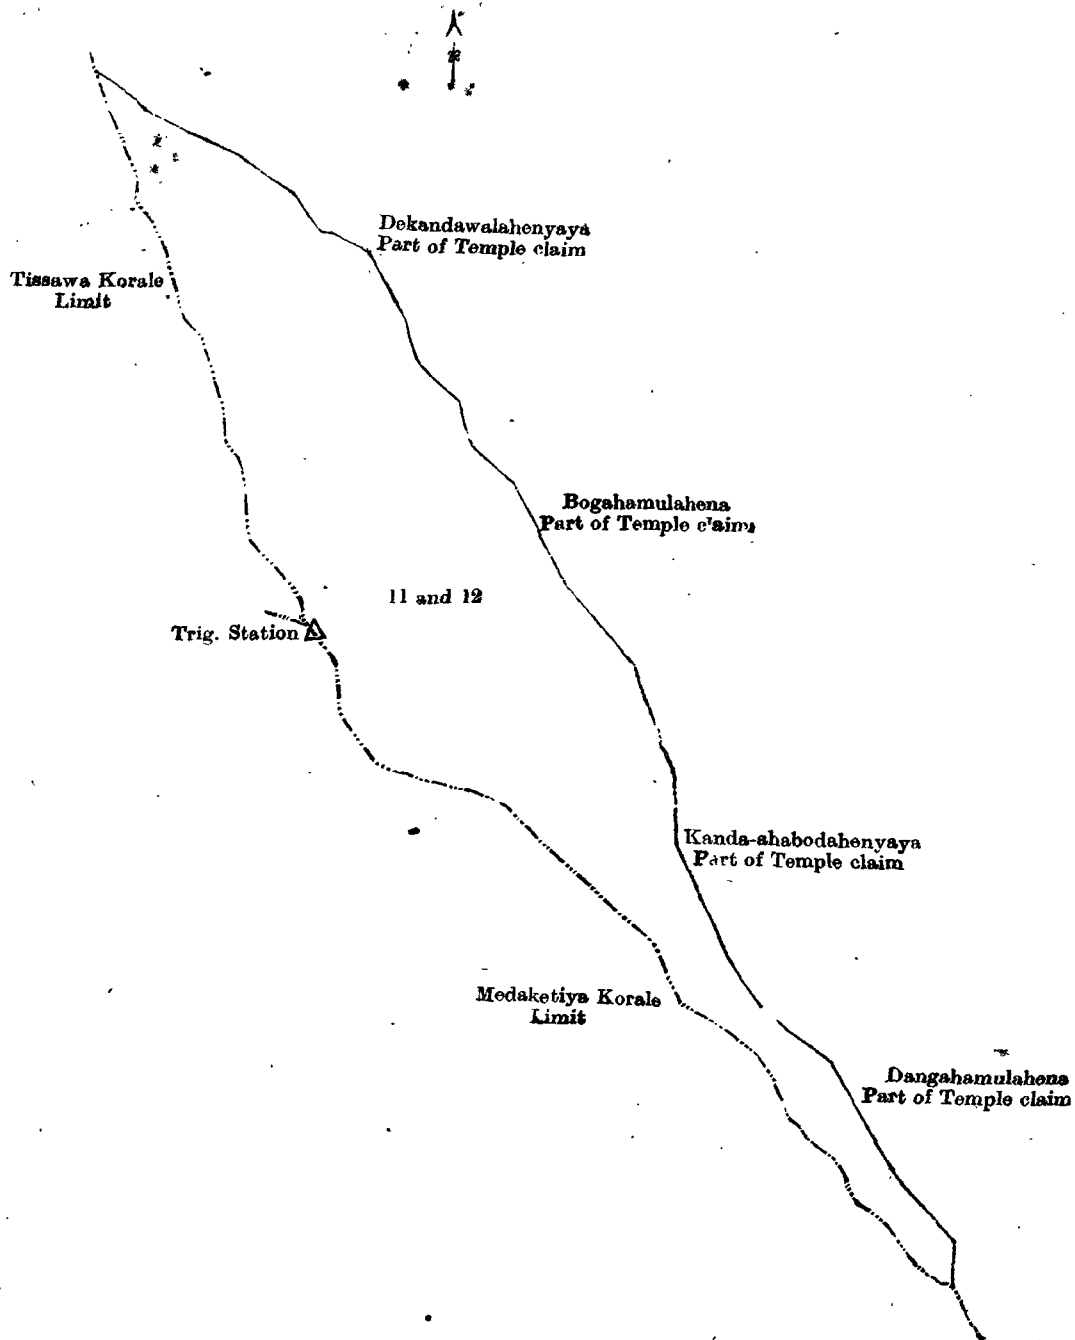 Dekandawalahenyaya
Part of Temple claim
Tissawa Korale
Limit
Bogahamulahena
Part of Temple claim
11 and 12
Trig. Station
Kanda-ahabodahenyaya
Part of Temple claim
Medaketiya Korale
Limit
Dangahamulahena
Part of Temple claim